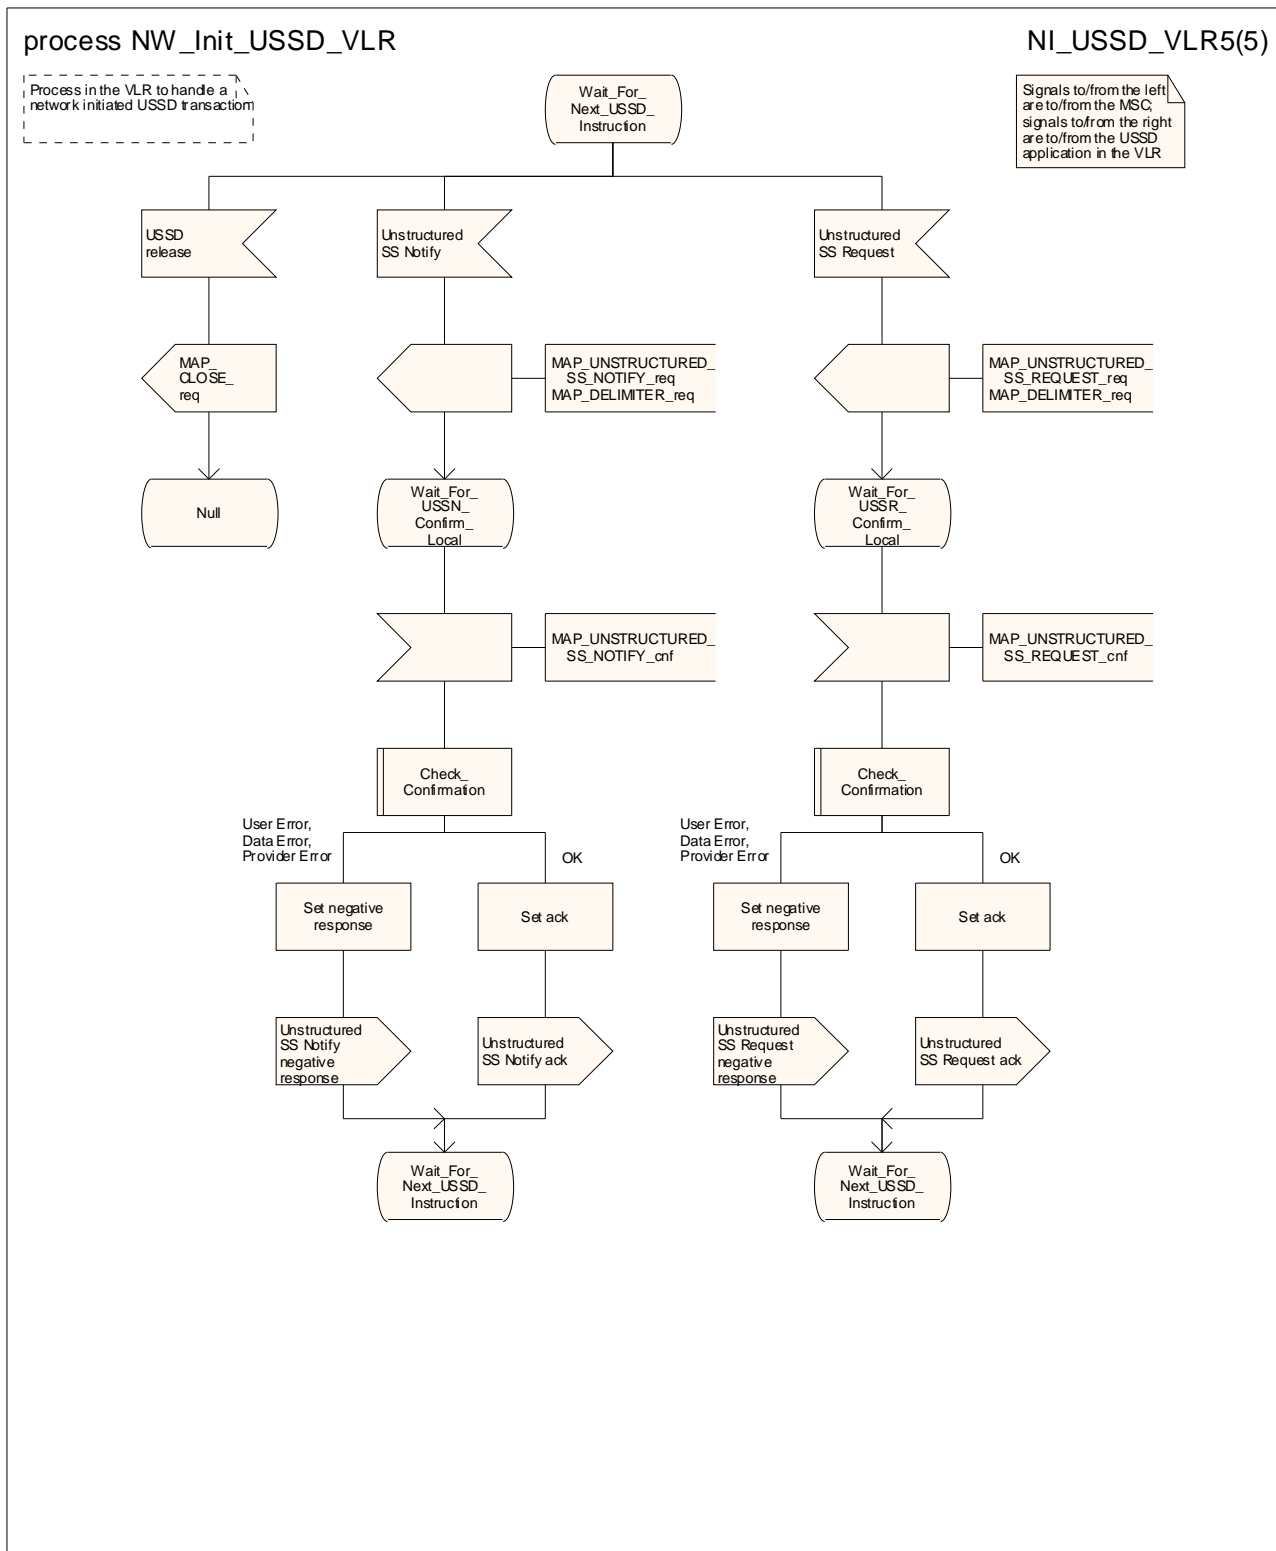 process NW_Init_USSD_VLR
NI_USSD_VLR5(5)
Process in the VLR to handle a
network initiated USSD transaction
Wait_For_
Next_USSD_
Instruction
Signals to/from the left
are to/from the MSC;
signals to/from the right
are to/from the USSD
application in the VLR
USSD
release
Unstructured
SS Notify
Unstructured
SS Request
MAP_
CLOSE_
req
MAP_UNSTRUCTURED_
SS_NOTIFY_req
MAP_DELIMITER_req
MAP_UNSTRUCTURED_
SS_REQUEST_req
MAP_DELIMITER_req
Null
Wait_For_
USSN_
Confirm_
Local
Wait_For_
USSR_
Confirm_
Local
MAP_UNSTRUCTURED_
SS_NOTIFY_cnf
MAP_UNSTRUCTURED_
SS_REQUEST_cnf
Check_
Confirmation
Check_
Confirmation
User Error,
Data Error,
Provider Error
OK
User Error,
Data Error,
Provider Error
OK
Set negative
response
Set ack
Set negative
response
Set ack
Unstructured
SS Notify
negative
response
Unstructured
SS Notify ack
Unstructured
SS Request
negative
response
Unstructured
SS Request ack
Wait_For_
Next_USSD_
Instruction
Wait_For_
Next_USSD_
Instruction